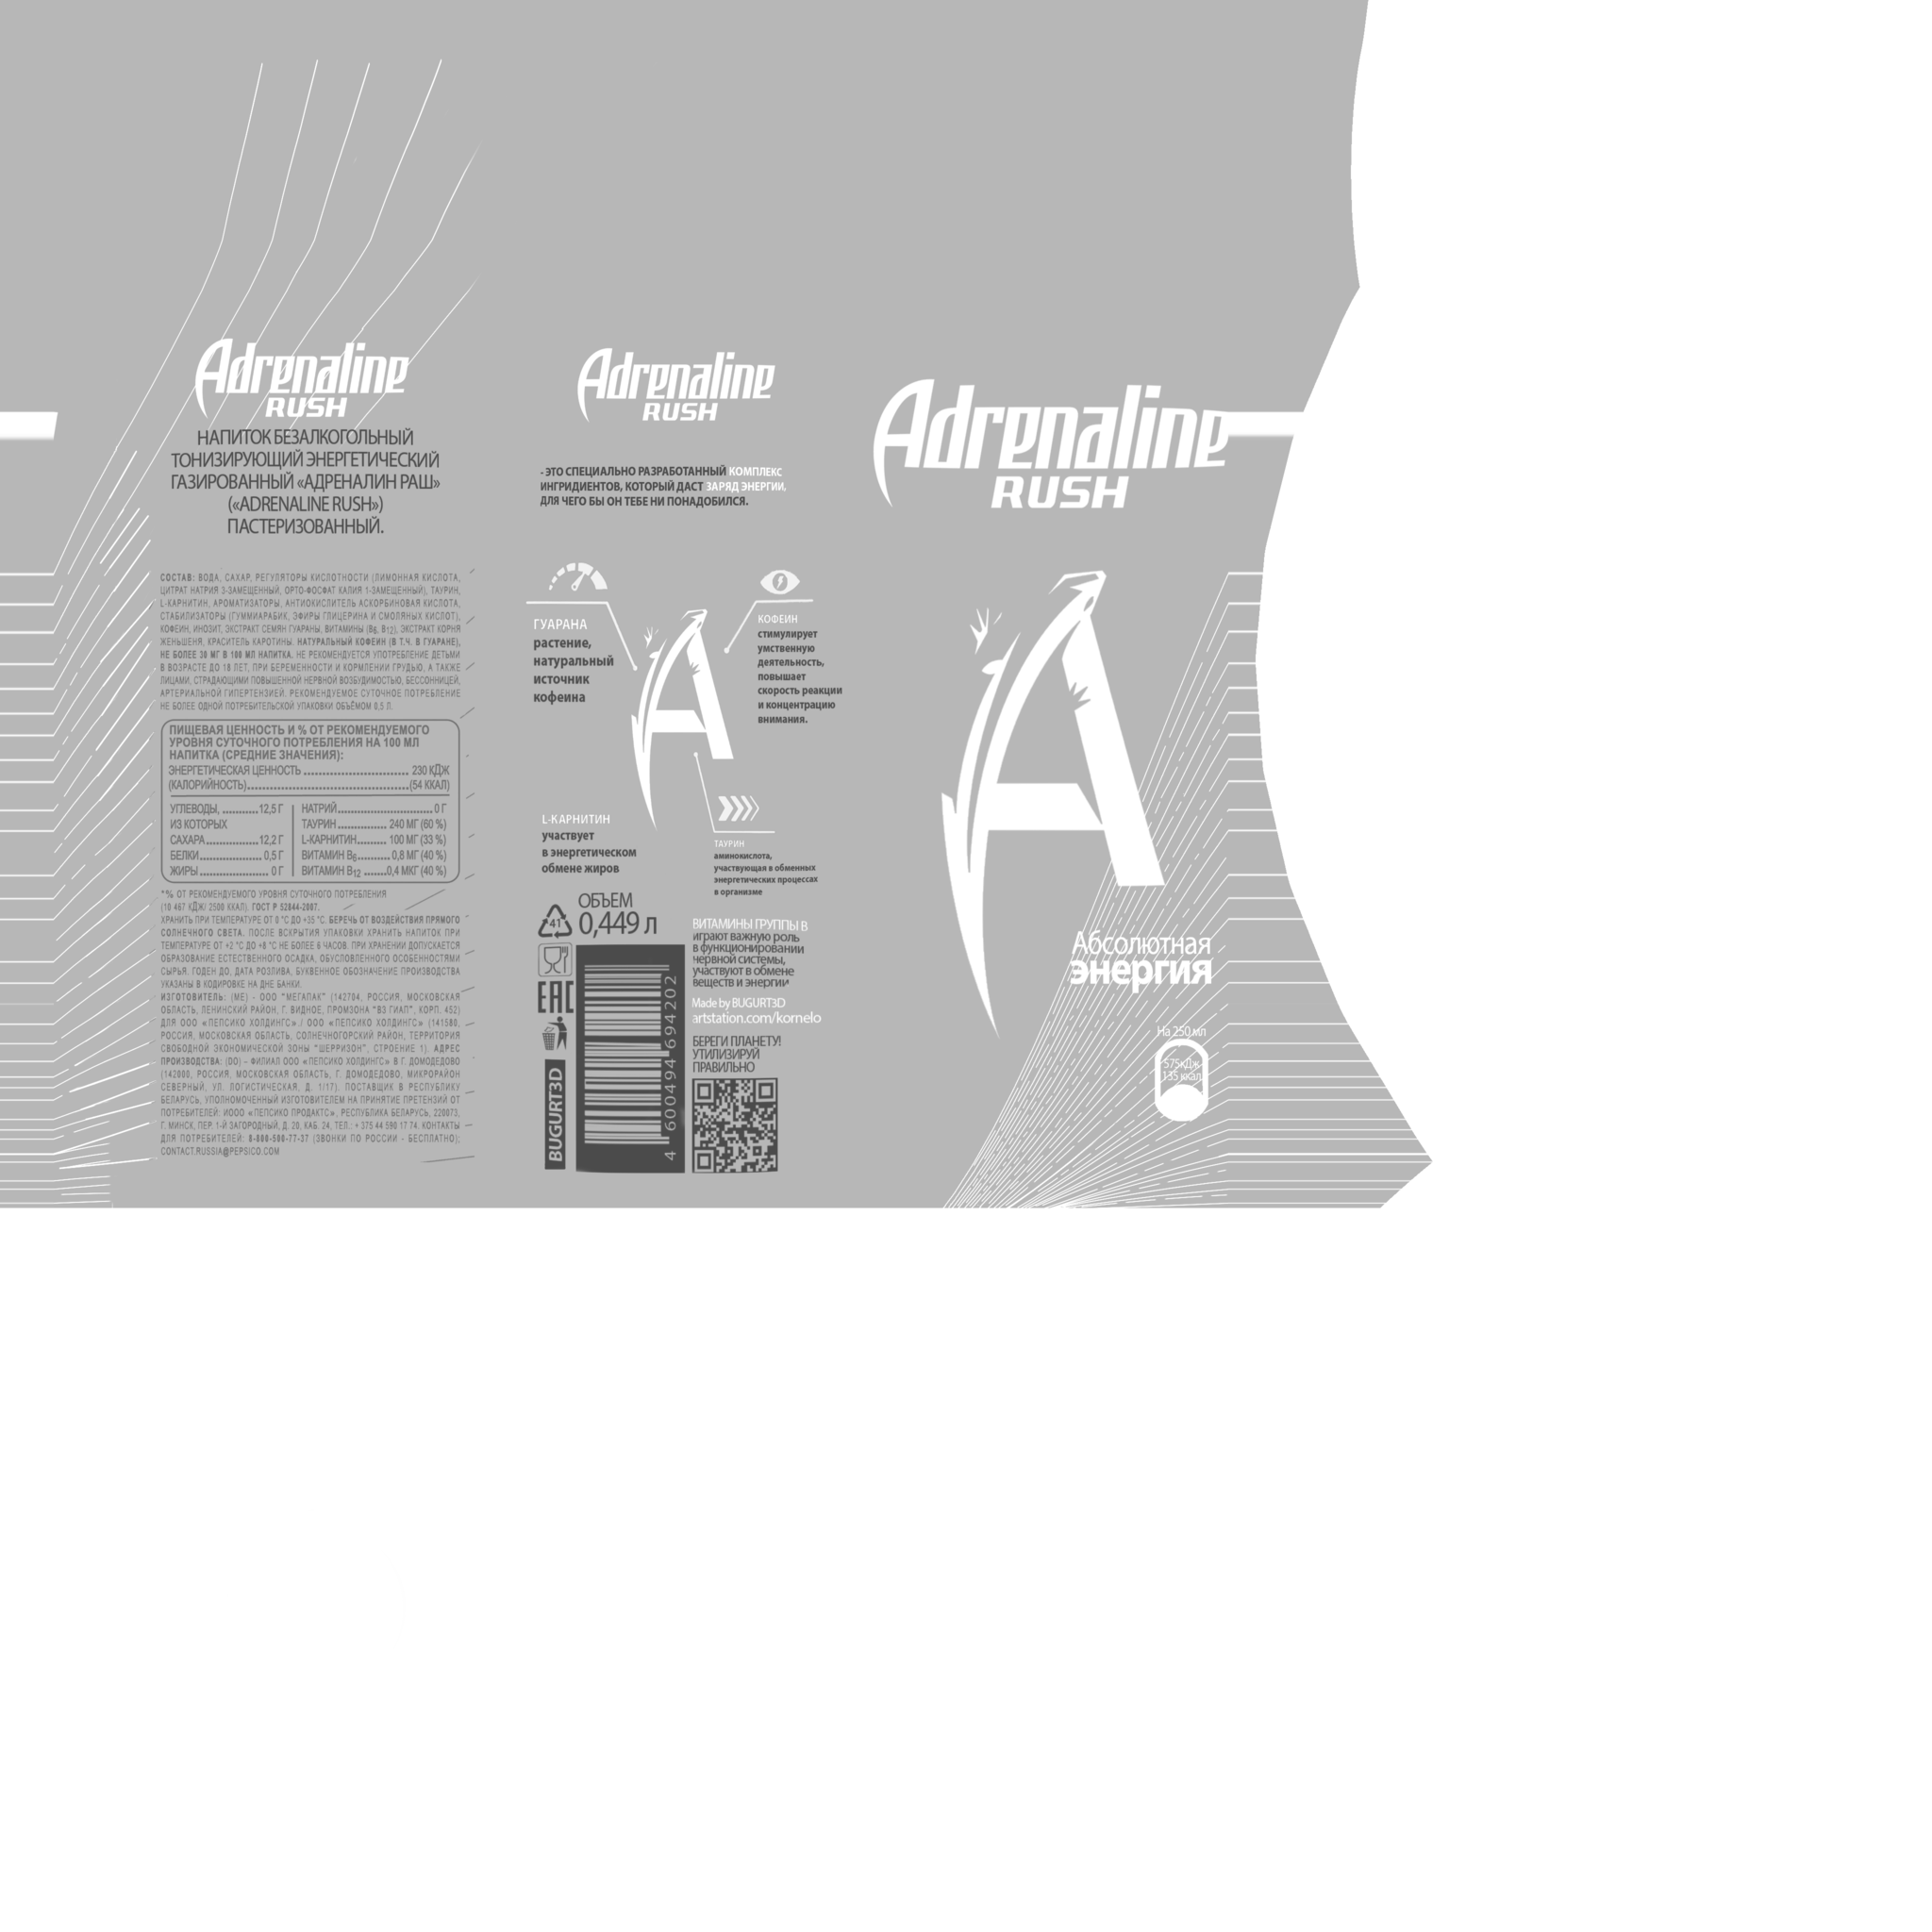 Adrenaline
RUSH
НАПИТОК БЕЗАЛКОГОЛЬНЫЙ
ТОНИЗИРУЮЩИЙ ЭНЕРГЕТИЧЕСКИЙ
ГАЗИРОВАННЫЙ «АДРЕНАЛИН РАШ»
(«ADRENALINE RUSH»)
ПАСТЕРИЗОВАННЫЙ.
СОСТАВ: ВОДА, САХАР, РЕГУЛЯТОРЫ КИСЛОТНОСТИ (ЛИМОННАЯ КИСЛОТА,
ЦИТРАТ НАТРИЯ 3-ЗАМЕЩЕННЫЙ, ОРТО-ФОСФАТ КАЛИЯ 1-ЗАМЕЩЕННЫЙ), ТАУРИН,
L-КАРНИТИН, АРОМАТИЗАТОРЫ, АНТИОКИСЛИТЕЛЬ АСКОРБИНОВАЯ КИСЛОТА,
СТАБИЛИЗАТОРЫ (ГУММИАРАБИК, ЭФИРЫ ГЛИЦЕРИНА И СМОЛЯНЫХ КИСЛОТ),
КОФЕИН, ИНОЗИТ, ЭКСТРАКТ СЕМЯН ГУАРАНЫ, ВИТАМИНЫ (B6, B12), ЭКСТРАКТ КОРНЯ
ЖЕНЬШЕНЯ, КРАСИТЕЛЬ КАРОТИНЫ. НАТУРАЛЬНЫЙ КОФЕИН (В Т.Ч. В ГУАРАНЕ),
НЕ БОЛЕЕ 30 МГ В 100 МЛ НАПИТКА. НЕ РЕКОМЕНДУЕТСЯ УПОТРЕБЛЕНИЕ ДЕТЬМИ
В ВОЗРАСТЕ ДО 18 ЛЕТ, ПРИ БЕРЕМЕННОСТИ И КОРМЛЕНИИ ГРУДЬЮ, А ТАКЖЕ
ЛИЦАМИ, СТРАДАЮЩИМИ ПОВЫШЕННОЙ НЕРВНОЙ ВОЗБУДИМОСТЬЮ, БЕССОННИЦЕЙ,
АРТЕРИАЛЬНОЙ ГИПЕРТЕНЗИЕЙ. РЕКОМЕНДУЕМОЕ СУТОЧНОЕ ПОТРЕБЛЕНИЕ
НЕ БОЛЕЕ ОДНОЙ ПОТРЕБИТЕЛЬСКОЙ УПАКОВКИ ОБЪЁМОМ 0,5 Л.
ПИЩЕВАЯ ЦЕННОСТЬ И % ОТ РЕКОМЕНДУЕМОГО
УРОВНЯ СУТОЧНОГО ПОТРЕБЛЕНИЯ НА 100 МЛ
НАПИТКА (СРЕДНИЕ ЗНАЧЕНИЯ):
ЭНЕРГЕТИЧЕСКАЯ ЦЕННОСТЬ ........................... 230 КДЖ
(КАЛОРИЙНОСТЬ)..........................................(54 ККАЛ)
УГЛЕВОДЫ, ...........12,5 Г
ИЗ КОТОРЫХ
САХАРА................12,2 Г
БЕЛКИ................... 0,5 Г
ЖИРЫ ..................... 0 Г
НАТРИЙ.......................... 0 Г
ТАУРИН............... 240 МГ (60 %)
L-КАРНИТИН......... 100 МГ (33 %)
ВИТАМИН B6..........0,8 МГ (40 %)
ВИТАМИН B12 .......0,4 МКГ (40 %)
*% ОТ РЕКОМЕНДУЕМОГО УРОВНЯ СУТОЧНОГО ПОТРЕБЛЕНИЯ
(10 467 КДЖ/ 2500 ККАЛ). ГОСТ Р 52844-2007.
ХРАНИТЬ ПРИ ТЕМПЕРАТУРЕ ОТ 0 °С ДО +35 °С. БЕРЕЧЬ ОТ ВОЗДЕЙСТВИЯ ПРЯМОГО
СОЛНЕЧНОГО СВЕТА. ПОСЛЕ ВСКРЫТИЯ УПАКОВКИ ХРАНИТЬ НАПИТОК ПРИ
ТЕМПЕРАТУРЕ ОТ +2 °С ДО +8 °С НЕ БОЛЕЕ 6 ЧАСОВ. ПРИ ХРАНЕНИИ ДОПУСКАЕТСЯ
ОБРАЗОВАНИЕ ЕСТЕСТВЕННОГО ОСАДКА, ОБУСЛОВЛЕННОГО ОСОБЕННОСТЯМИ
СЫРЬЯ. ГОДЕН ДО, ДАТА РОЗЛИВА, БУКВЕННОЕ ОБОЗНАЧЕНИЕ ПРОИЗВОДСТВА
УКАЗАНЫ В КОДИРОВКЕ НА ДНЕ БАНКИ.
ИЗГОТОВИТЕЛЬ: (МЕ) - ООО "МЕГАПАК" (142704, РОССИЯ, МОСКОВСКАЯ
ОБЛАСТЬ, ЛЕНИНСКИЙ РАЙОН, Г. ВИДНОЕ, ПРОМЗОНА "ВЗ ГИАП", КОРП. 452)
ДЛЯ ООО «ПЕПСИКО ХОЛДИНГС» / ООО «ПЕПСИКО ХОЛДИНГС» (141580,
РОССИЯ, МОСКОВСКАЯ ОБЛАСТЬ, СОЛНЕЧНОГОРСКИЙ РАЙОН, ТЕРРИТОРИЯ
СВОБОДНОЙ ЭКОНОМИЧЕСКОЙ ЗОНЫ "ШЕРРИЗОН", СТРОЕНИЕ 1). АДРЕС
ПРОИЗВОДСТВА: (DO) – ФИЛИАЛ ООО «ПЕПСИКО ХОЛДИНГС» В Г. ДОМОДЕДОВО
(142000, РОССИЯ, МОСКОВСКАЯ ОБЛАСТЬ, Г. ДОМОДЕДОВО, МИКРОРАЙОН
СЕВЕРНЫЙ, УЛ. ЛОГИСТИЧЕСКАЯ, Д. 1/17). ПОСТАВЩИК В РЕСПУБЛИКУ
БЕЛАРУСЬ, УПОЛНОМОЧЕННЫЙ ИЗГОТОВИТЕЛЕМ НА ПРИНЯТИЕ ПРЕТЕНЗИЙ ОТ
ПОТРЕБИТЕЛЕЙ: ИООО «ПЕПСИКО ПРОДАКТС», РЕСПУБЛИКА БЕЛАРУСЬ, 220073,
Г. МИНСК, ПЕР. 1-Й ЗАГОРОДНЫЙ, Д. 20, КАБ. 24, ТЕЛ.: + 375 44 590 17 74. КОНТАКТЫ
ДЛЯ ПОТРЕБИТЕЛЕЙ: 8-800-500-77-37 (ЗВОНКИ ПО РОССИИ - БЕСПЛАТНО);
CONTACT.RUSSIA@PEPSICO.COM
Adrenaline
RUSH
- ЭТО СПЕЦИАЛЬНО РАЗРАБОТАННЫЙ КОМПЛЕКС
ИНГРИДИЕНТОВ, КОТОРЫЙ ДАСТ ЗАРЯД ЭНЕРГИИ,
ДЛЯ ЧЕГО БЫ ОН ТЕБЕ НИ ПОНАДОБИЛСЯ.
ГУАРАНА
растение,
натуральный
источник
кофеина
КОФЕИН
стимулирует
умственную
деятельность,
повышает
скорость реакции
и концентрацию
внимания.
L-КАРНИТИН
участвует
в энергетическом
обмене жиров
ТАУРИН
аминокислота,
участвующая в обменных
энергетических процессах
в организме
ОБЪЕМ
0,449 л
41
EAC
BUGURT3D
4 600494 694202
ВИТАМИНЫ ГРУППЫ В
играют важную роль
в функционировании
нервной системы,
участвуют в обмене
веществ и энергии
Made by BUGURT3D
artstation.com/kornelo
БЕРЕГИ ПЛАНЕТУ!
УТИЛИЗИРУЙ
ПРАВИЛЬНО
Adrenaline
RUSH
A
Абсолютная
энергия
На 250 мл
575кДж
135 ккал